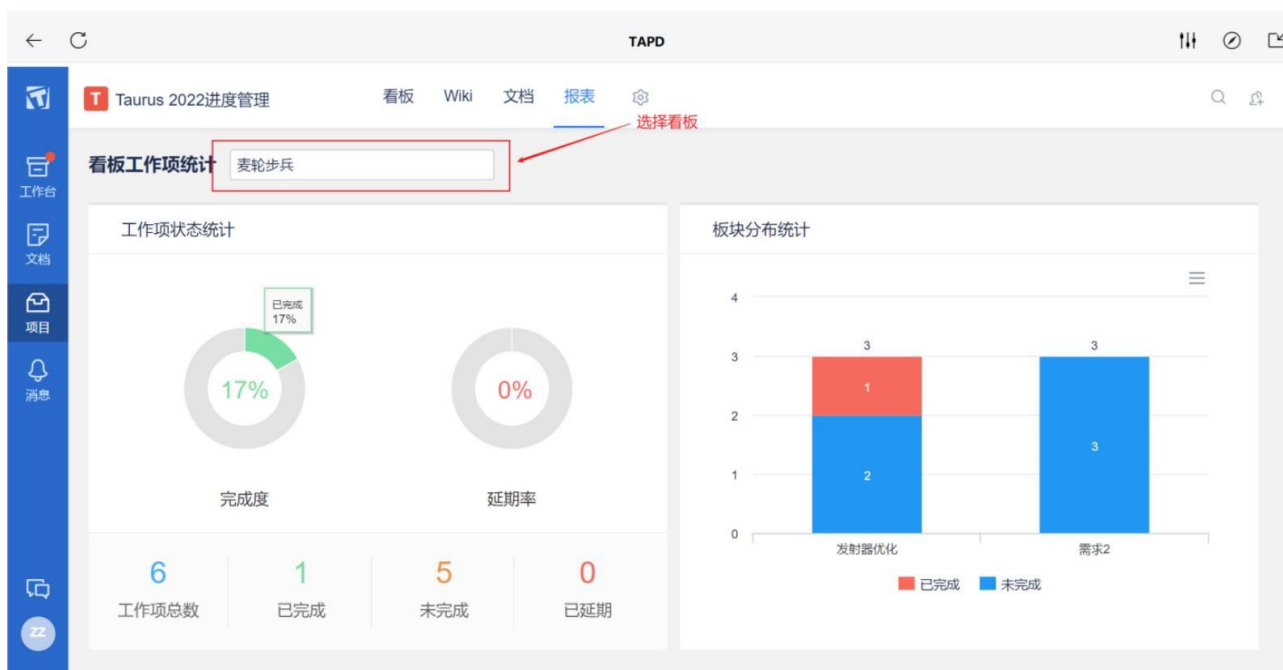 TAPD
T Taurus 2022进度管理 看板 Wiki 文档 报表
选择看板
看板工作项统计 麦轮步兵
工作台
文档
项目
消息
ZZ
工作项状态统计
已完成
17%
17%
0%
完成度 延期率
6 1 5 0
工作项总数 已完成 未完成 已延期
板块分布统计
4
3
2
1
0
3 3
1
2
3
发射器优化 需求2
已完成 未完成